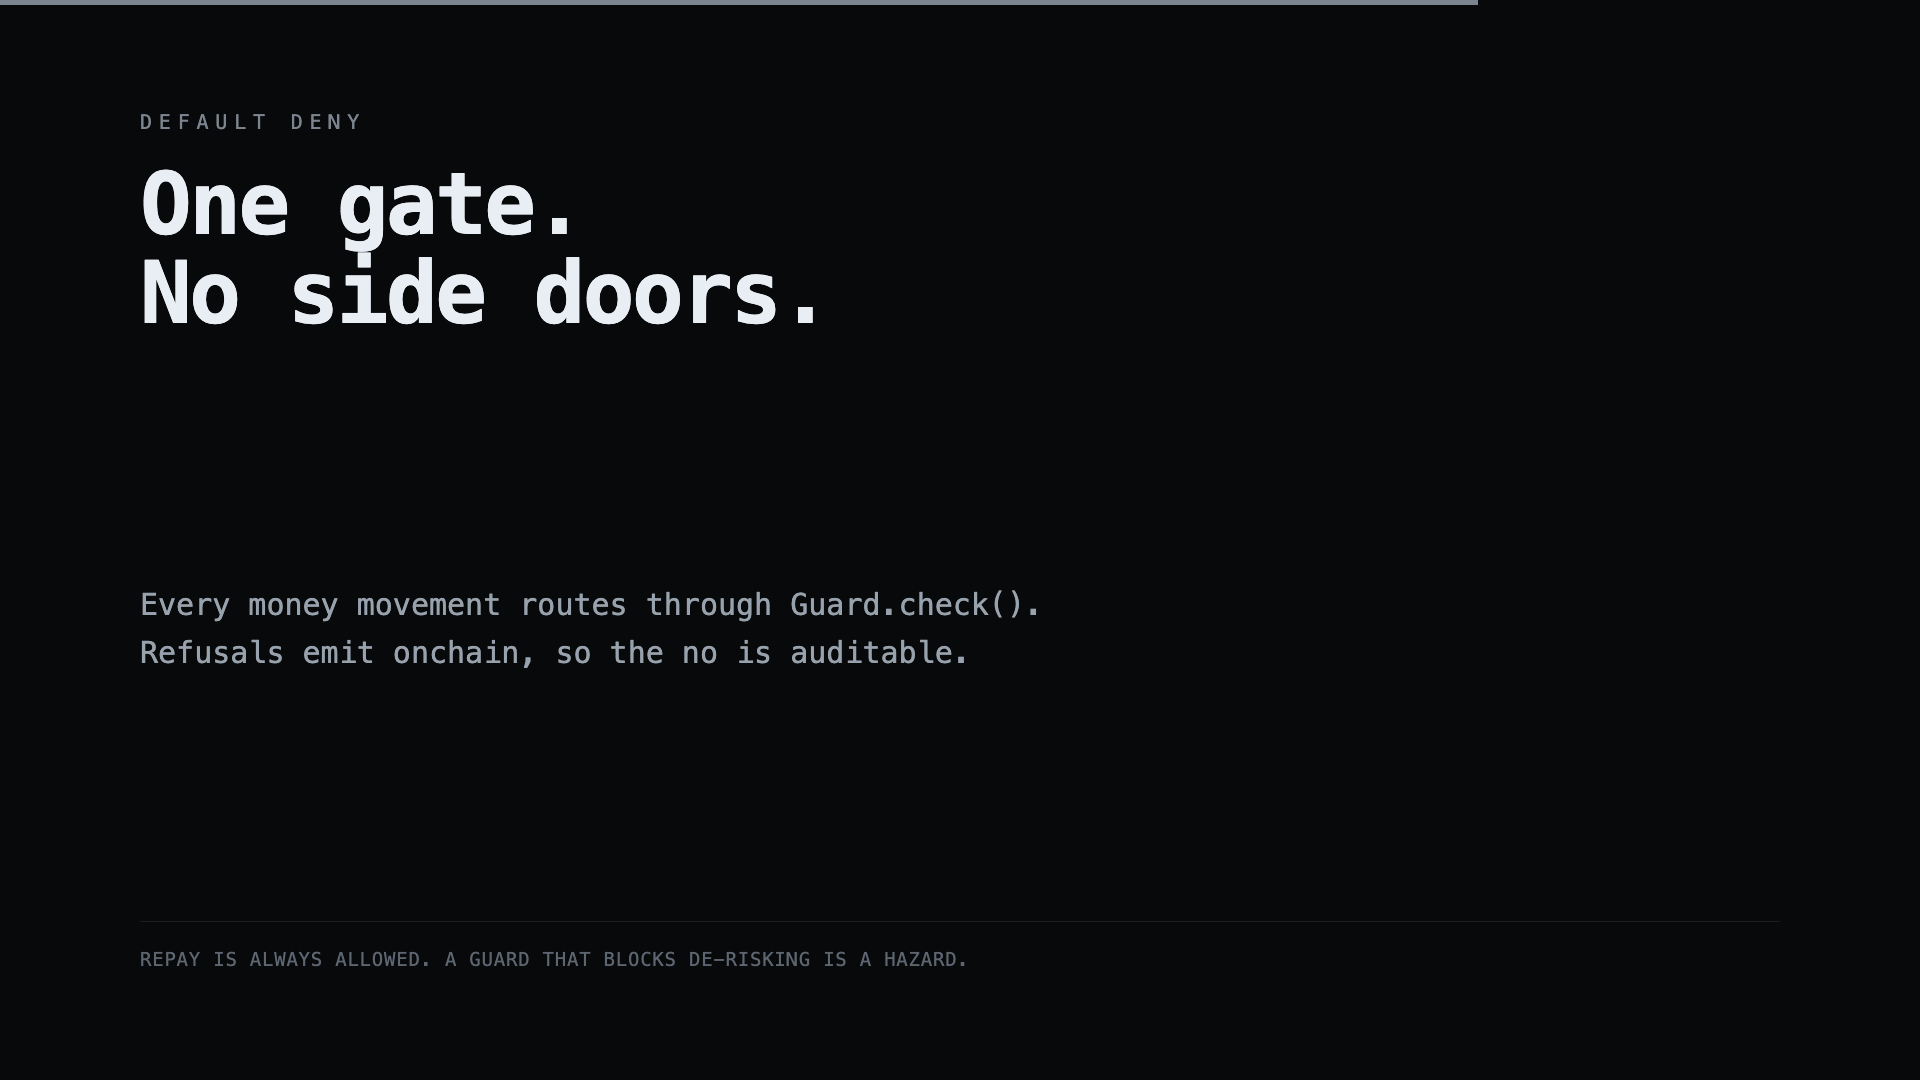 DEFAULT DENY
One gate.
No side doors.
Every money movement routes through Guard.check().
Refusals emit onchain, so the no is auditable.
REPAY IS ALWAYS ALLOWED. A GUARD THAT BLOCKS DE–RISKING IS A HAZARD.